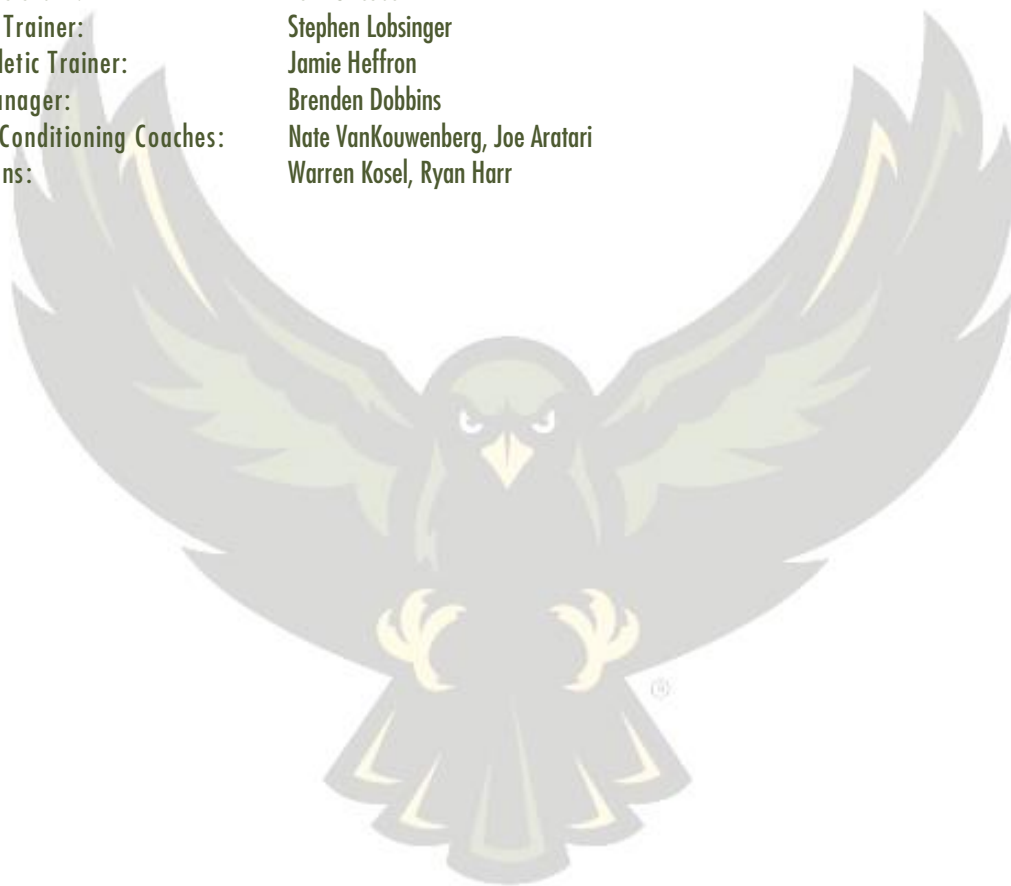 Trainer: Stephen Lobsinger
letic Trainer: Jamie Heffron
nager: Brenden Dobbins
Conditioning Coaches: Nate VanKouwenberg, Joe Aratari
ns: Warren Kosel, Ryan Harr
®